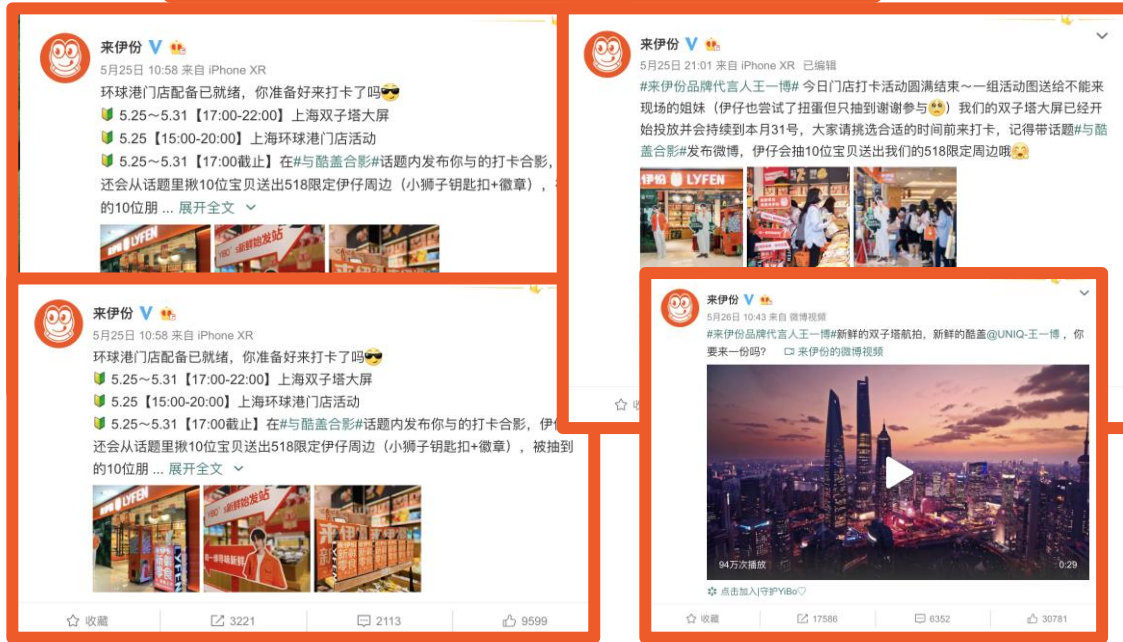 来伊份
5月25日 10:58 来自 iPhone XR
环球港门店配备已就绪，你准备好来打卡了吗
5.25～5.31【17:00-22:00】上海双子塔大屏
5.25【15:00-20:00】上海环球港门店活动
5.25～5.31【17:00截止】在#与酷盖合影#话题内发布你与的打卡合影，
还会从话题里揪10位宝贝送出518限定伊仔周边（小狮子钥匙扣+徽章），
的10位朋 ... 展开全文
LYFEN
YIBO'S新鲜始发站
来伊份
5月25日 21:01 来自 iPhone XR 已编辑
#来伊份品牌代言人王一博# 今日门店打卡活动圆满结束～一组活动图送给不能来
现场的姐妹（伊仔也尝试了扭蛋但只抽到谢谢参与）我们的双子塔大屏已经开
始投放并会持续到本月31号，大家请挑选合适的时间前来打卡，记得带话题#与酷
盖合影#发布微博，伊仔会抽10位宝贝送出我们的518限定周边哦
伊份 LYFEN
来伊份
5月25日 10:58 来自 iPhone XR
环球港门店配备已就绪，你准备好来打卡了吗
5.25～5.31【17:00-22:00】上海双子塔大屏
5.25【15:00-20:00】上海环球港门店活动
5.25～5.31【17:00截止】在#与酷盖合影#话题内发布你与的打卡合影，伊
还会从话题里揪10位宝贝送出518限定伊仔周边（小狮子钥匙扣+徽章），被抽到
的10位朋 ... 展开全文
LYFEN
LYFEN
收藏
3221
2113
9599
来伊份
5月26日 10:43 来自 微博视频
#来伊份品牌代言人王一博#新鲜的双子塔航拍，新鲜的酷盖@UNIQ-王一博 ，你
要来一份吗？ 来伊份的微博视频
94万次播放
0:29
点击加入|守护YiBo♡
收藏
17586
6352
30781